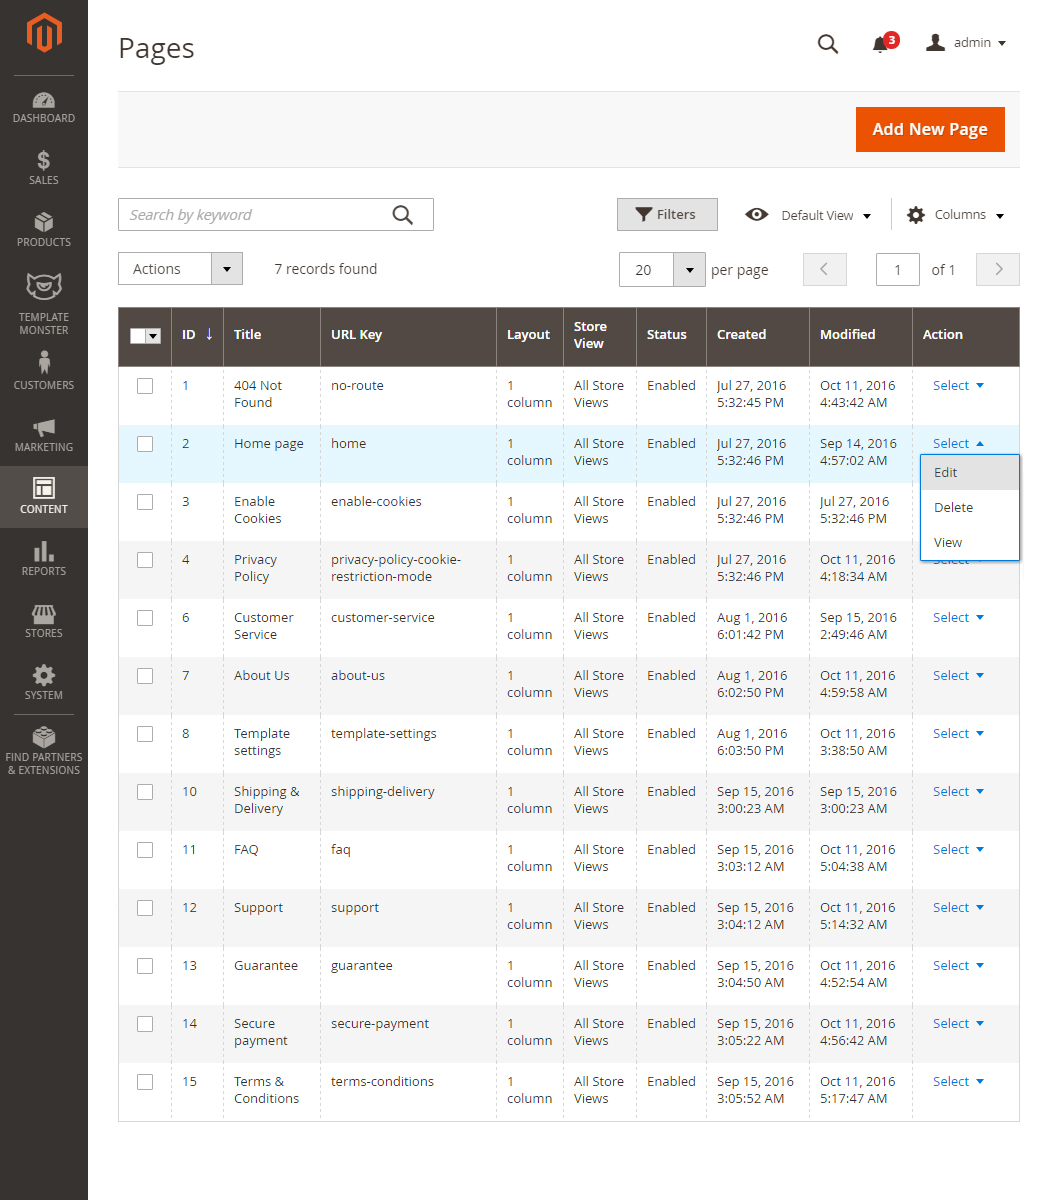 Pages
3
admin
DASHBOARD
SALES
PRODUCTS
TEMPLATE
MONSTER
CUSTOMERS
MARKETING
CONTENT
REPORTS
STORES
SYSTEM
FIND PARTNERS
& EXTENSIONS
Add New Page
Search by keyword
Filters
Default View
Columns
Actions
7 records found
20
per page
1
of 1
ID ↓ Title URL Key Layout Store View Status Created Modified Action
1 404 Not Found no-route 1 column All Store Views Enabled Jul 27, 2016 5:32:45 PM Oct 11, 2016 4:43:42 AM Select
2 Home page home 1 column All Store Views Enabled Jul 27, 2016 5:32:46 PM Sep 14, 2016 4:57:02 AM Select
Edit
Delete
View
3 Enable Cookies enable-cookies 1 column All Store Views Enabled Jul 27, 2016 5:32:46 PM Jul 27, 2016 5:32:46 PM
4 Privacy Policy privacy-policy-cookie-restriction-mode 1 column All Store Views Enabled Jul 27, 2016 5:32:46 PM Oct 11, 2016 4:18:34 AM
6 Customer Service customer-service 1 column All Store Views Enabled Aug 1, 2016 6:01:42 PM Sep 15, 2016 2:49:46 AM Select
7 About Us about-us 1 column All Store Views Enabled Aug 1, 2016 6:02:50 PM Oct 11, 2016 4:59:58 AM Select
8 Template settings template-settings 1 column All Store Views Enabled Aug 1, 2016 6:03:50 PM Oct 11, 2016 3:38:50 AM Select
10 Shipping & Delivery shipping-delivery 1 column All Store Views Enabled Sep 15, 2016 3:00:23 AM Sep 15, 2016 3:00:23 AM Select
11 FAQ faq 1 column All Store Views Enabled Sep 15, 2016 3:03:12 AM Oct 11, 2016 5:04:38 AM Select
12 Support support 1 column All Store Views Enabled Sep 15, 2016 3:04:12 AM Oct 11, 2016 5:14:32 AM Select
13 Guarantee guarantee 1 column All Store Views Enabled Sep 15, 2016 3:04:50 AM Oct 11, 2016 4:52:54 AM Select
14 Secure payment secure-payment 1 column All Store Views Enabled Sep 15, 2016 3:05:22 AM Oct 11, 2016 4:56:42 AM Select
15 Terms & Conditions terms-conditions 1 column All Store Views Enabled Sep 15, 2016 3:05:52 AM Oct 11, 2016 5:17:47 AM Select